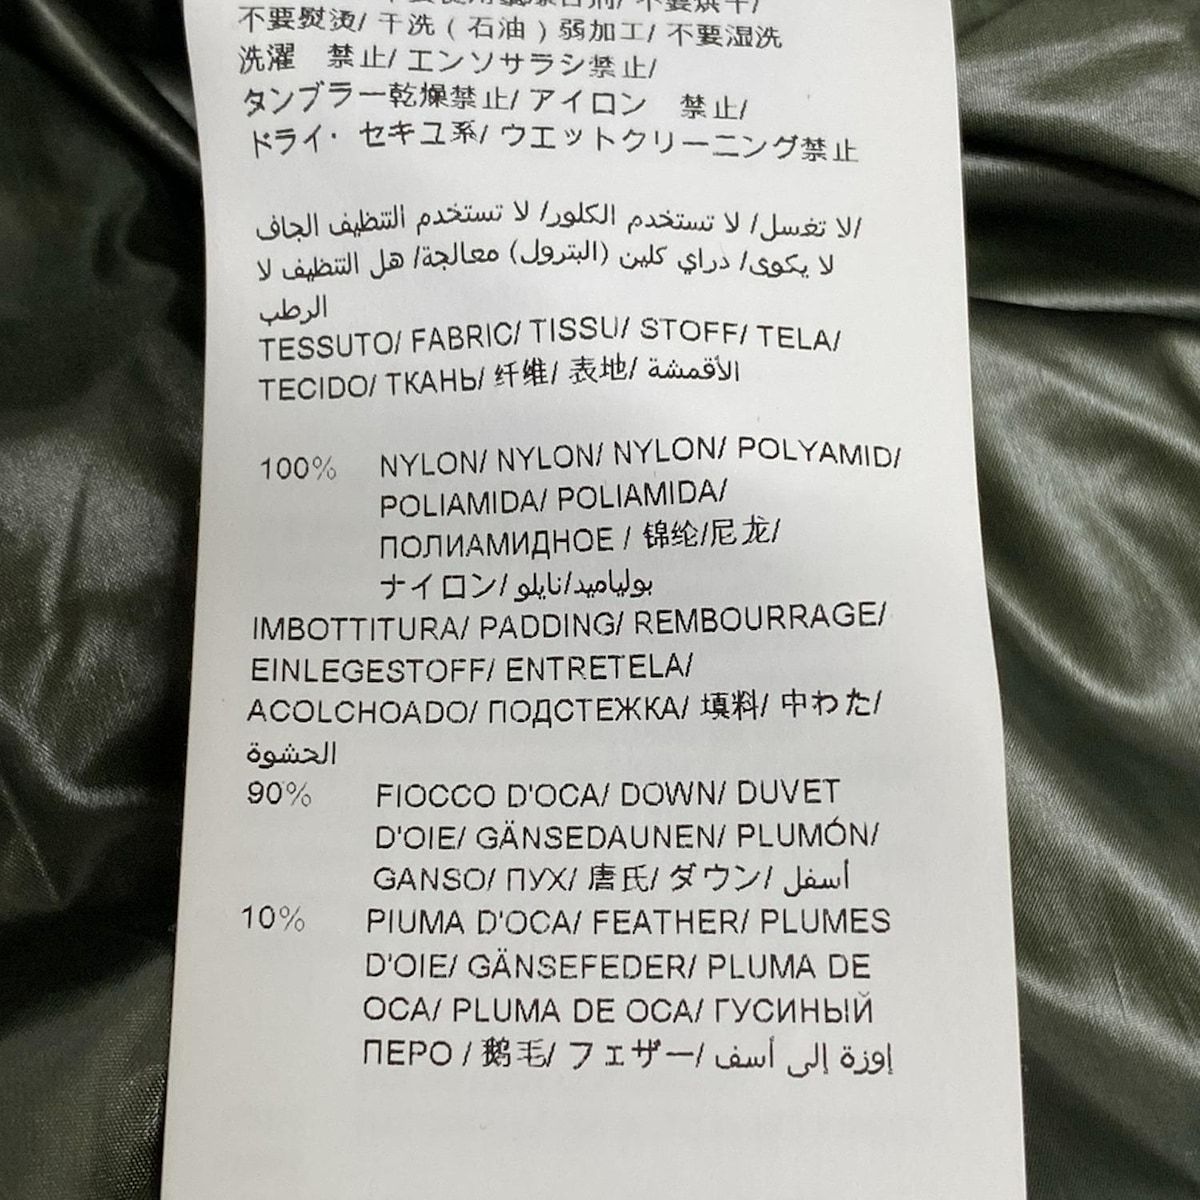 不要熨烫/ 干洗 ( 石油 ) 弱加工/ 不要湿洗
洗濯 禁止/ エンソサラシ禁止/
タンブラー乾燥禁止/ アイロン 禁止/
ドライ・ セキユ系/ ウエットクリーニング禁止
لا تغسل/ لا تستخدم الكلور/ لا تستخدم التنظيف الجاف/
لا يكوى/ دراي كلين (البترول) معالجة/ هل التنظيف لا
الرطب
TESSUTO/ FABRIC/ TISSU/ STOFF/ TELA/
TECIDO/ ТКАНЬ/ 纤维/ 表地/ الأقمشة
100% NYLON/ NYLON/ NYLON/ POLYAMID/
POLIAMIDA/ POLIAMIDA/
ПОЛИАМИДНОЕ / 锦纶/尼龙/
ナイロン/ بولياميد/نايلو
IMBOTTITURA/ PADDING/ REMBOURRAGE/
EINLEGESTOFF/ ENTRETELA/
ACOLCHOADO/ ПОДСТЕЖКА/ 填料/ 中わた/
الحشوة
90% FIOCCO D'OCA/ DOWN/ DUVET
D'OIE/ GÄNSEDAUNEN/ PLUMÓN/
GANSO/ ПУХ/ 唐氏/ ダウン/ أسفل
10% PIUMA D'OCA/ FEATHER/ PLUMES
D'OIE/ GÄNSEFEDER/ PLUMA DE
OCA/ PLUMA DE OCA/ ГУСИНЫЙ
ПЕРО / 鹅毛/ フェザー/ إوزة إلى أسف